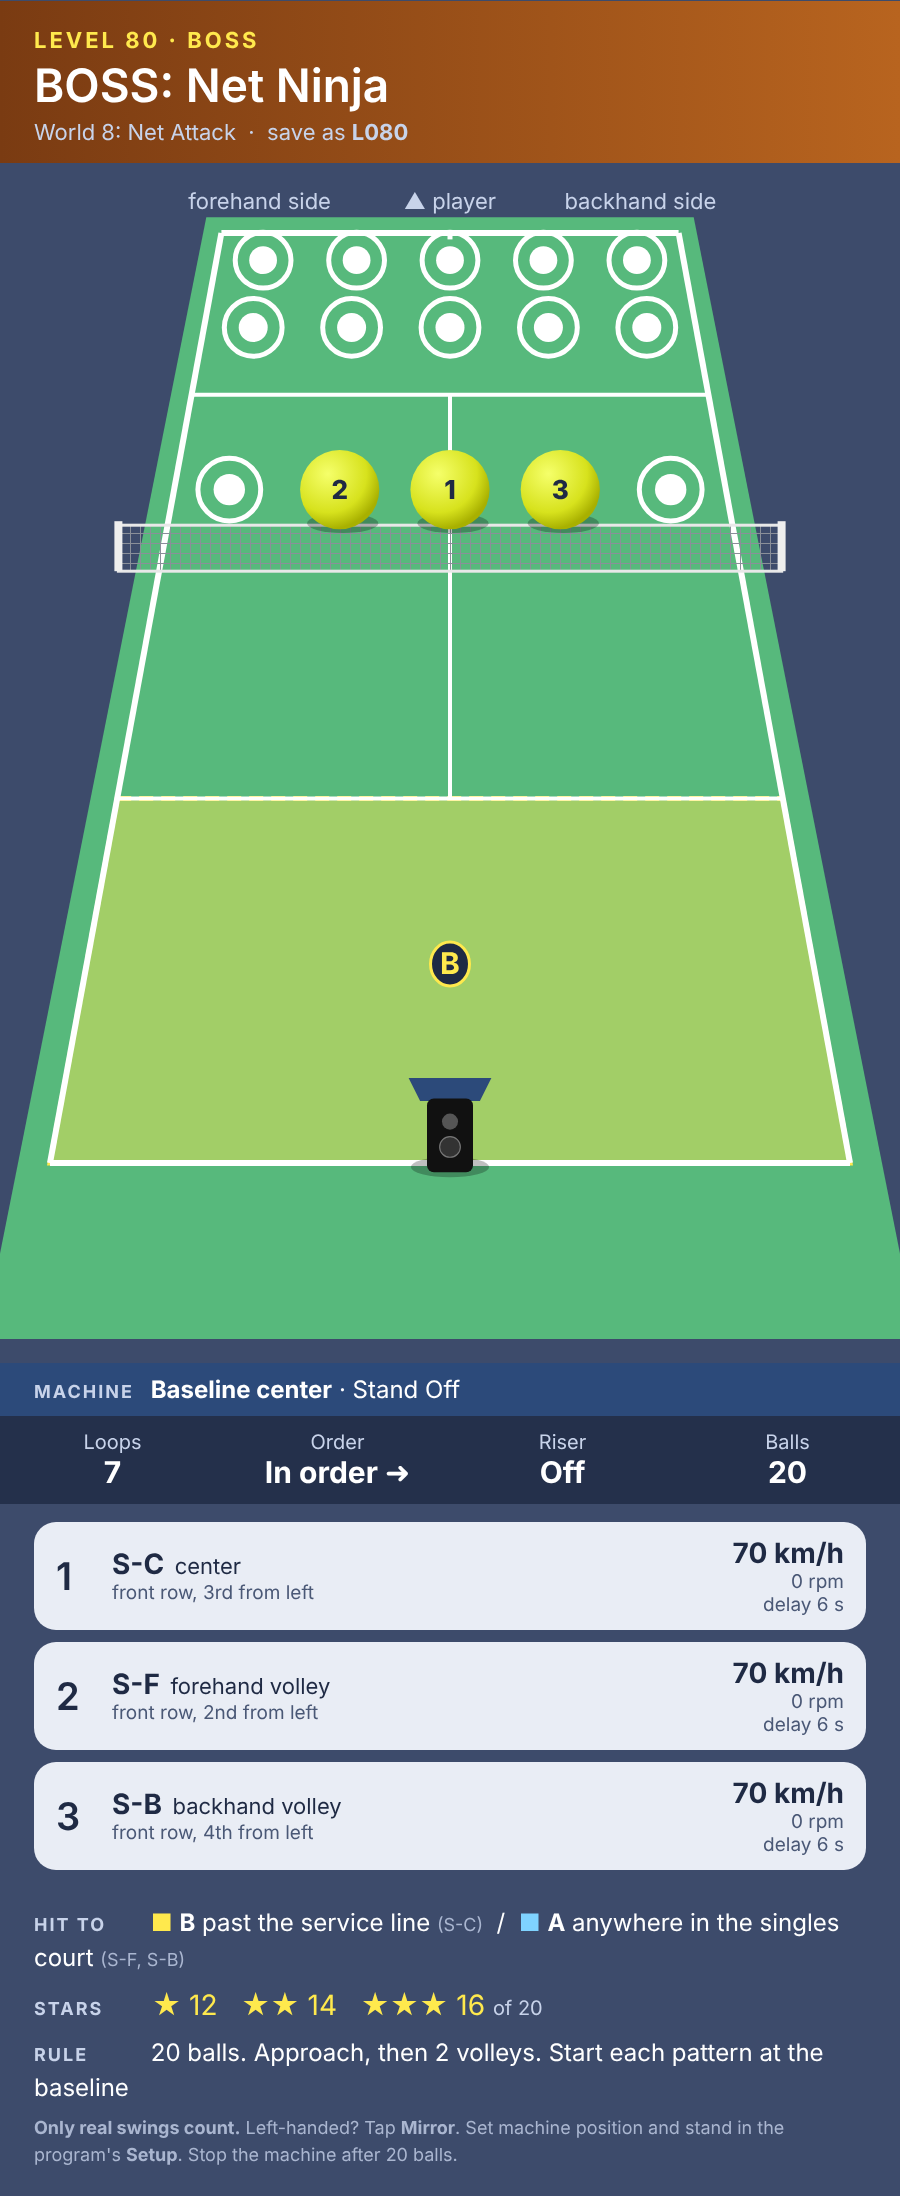 LEVEL 80 · BOSS
BOSS: Net Ninja
World 8: Net Attack · save as L080
forehand side ▲ player backhand side
2 1 3
B
MACHINE Baseline center · Stand Off
Loops Order Riser Balls
7 In order → Off 20
1 S-C center 70 km/h
front row, 3rd from left 0 rpm
delay 6 s
2 S-F forehand volley 70 km/h
front row, 2nd from left 0 rpm
delay 6 s
3 S-B backhand volley 70 km/h
front row, 4th from left 0 rpm
delay 6 s
HIT TO B past the service line (S-C) / A anywhere in the singles
court (S-F, S-B)
STARS ★ 12 ★★ 14 ★★★ 16 of 20
RULE 20 balls. Approach, then 2 volleys. Start each pattern at the
baseline
Only real swings count. Left-handed? Tap Mirror. Set machine position and stand in the
program's Setup. Stop the machine after 20 balls.